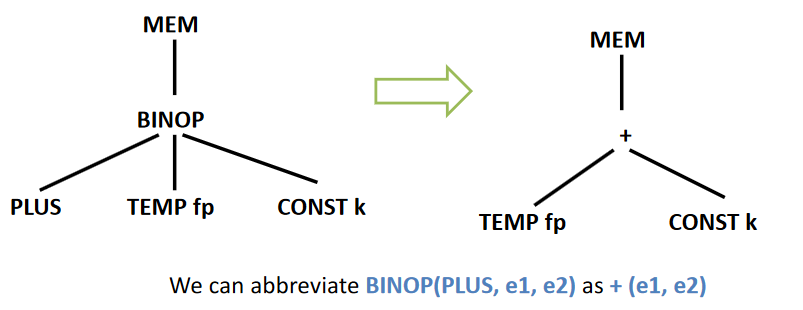 MEM
BINOP
PLUS TEMP fp CONST k
MEM
+
TEMP fp CONST k
We can abbreviate BINOP(PLUS, e1, e2) as + (e1, e2)